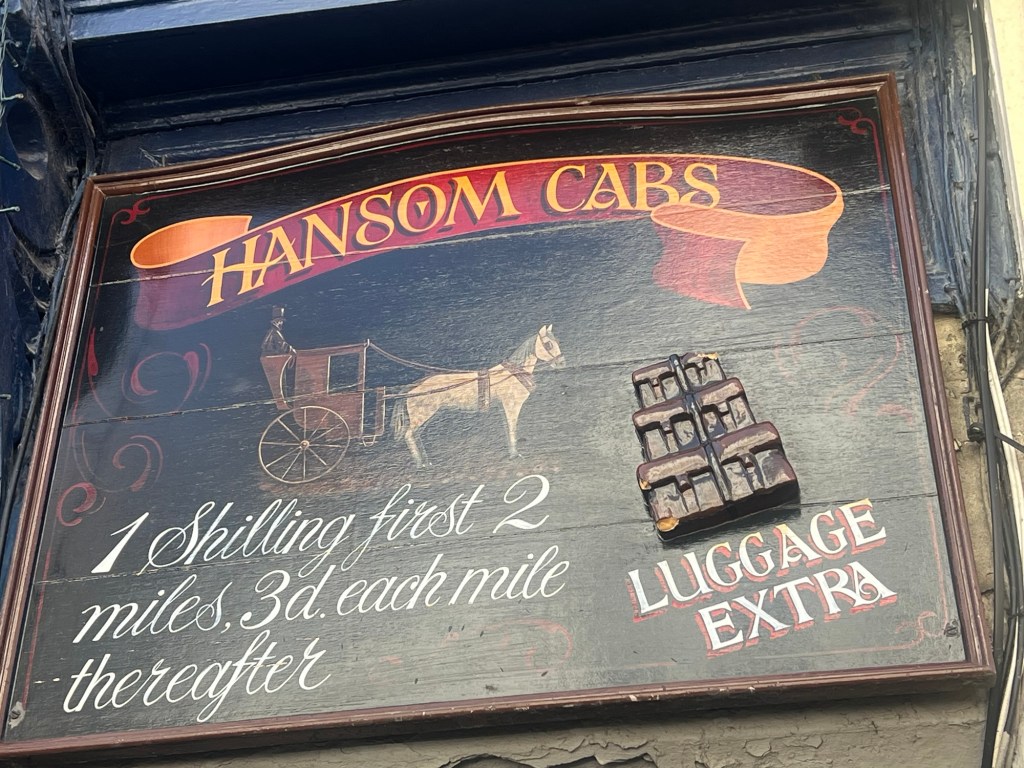 HANSOM CABS
1 Shilling first 2
miles, 3d. each mile
thereafter
LUGGAGE
EXTRA